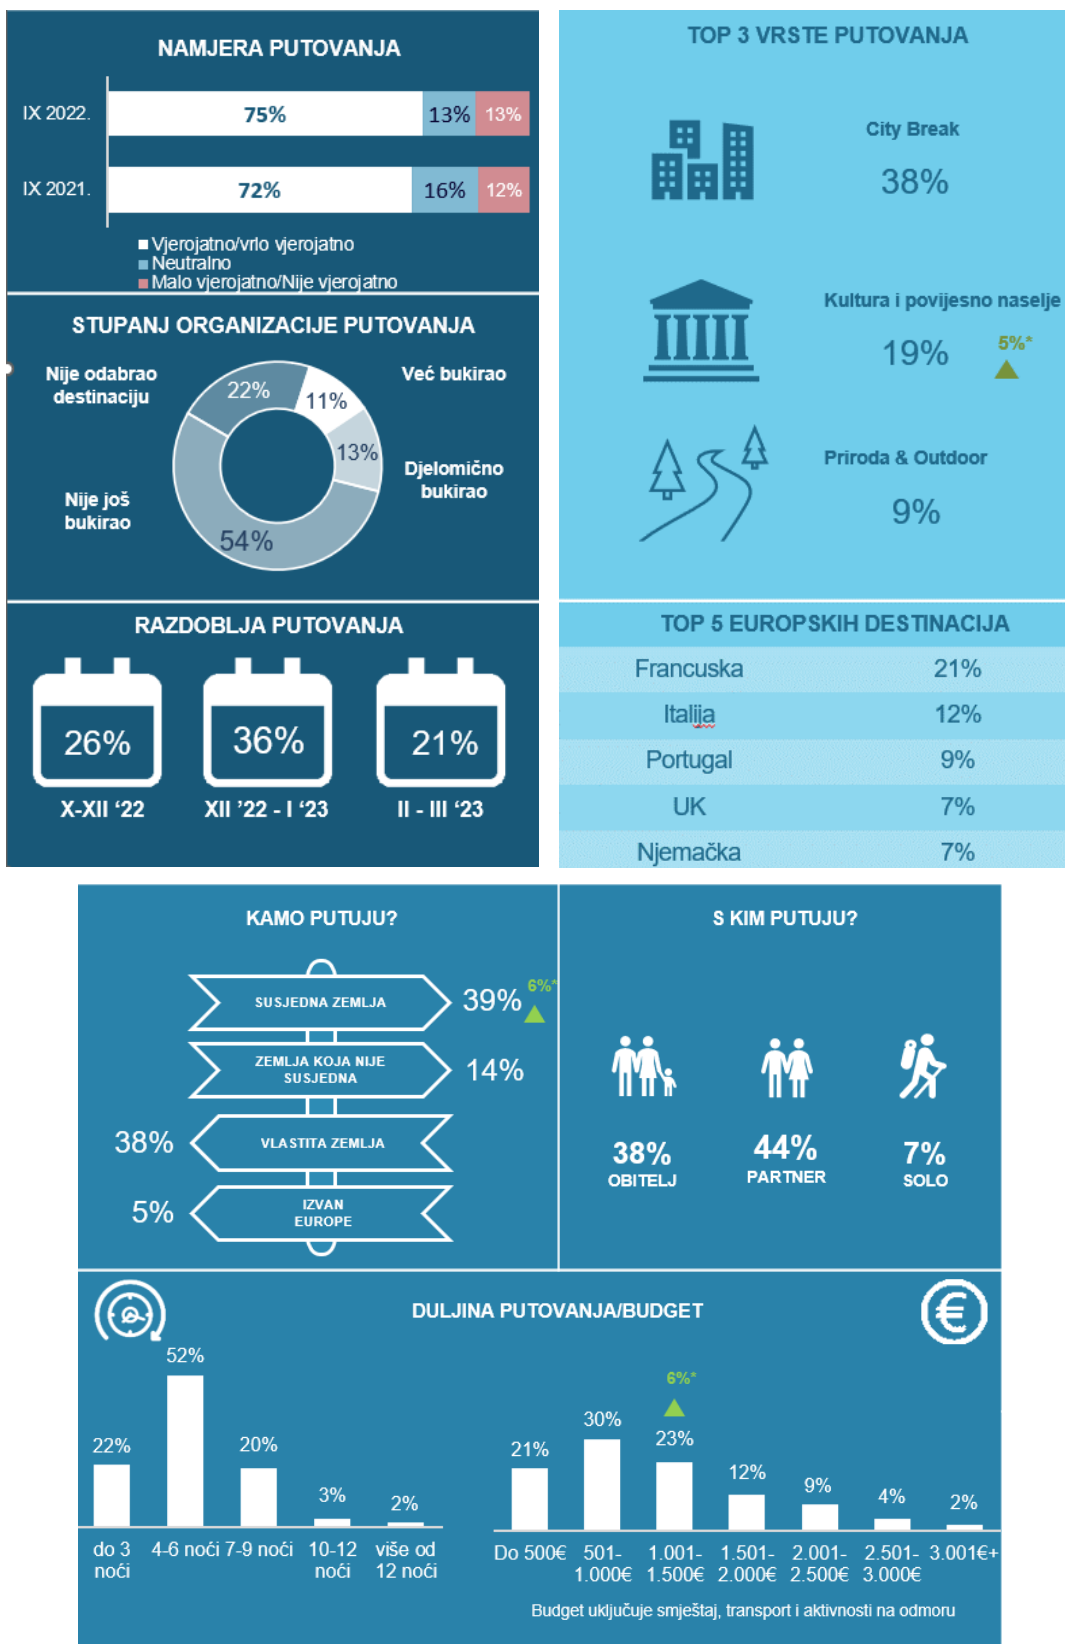 NAMJERA PUTOVANJA
IX 2022.
75%
13%
13%
IX 2021.
72%
16%
12%
Vjerojatno/vrlo vjerojatno
Neutralno
Malo vjerojatno/Nije vjerojatno
STUPANJ ORGANIZACIJE PUTOVANJA
Nije odabrao
destinaciju
22%
11%
Već bukirao
13%
Djelomično
bukirao
Nije još
bukirao
54%
RAZDOBLJA PUTOVANJA
26%
36%
21%
X-XII ‘22
XII ’22 - I ‘23
II - III ‘23
TOP 3 VRSTE PUTOVANJA
City Break
38%
Kultura i povijesno naselje
19%
5%*
Priroda & Outdoor
9%
TOP 5 EUROPSKIH DESTINACIJA
Francuska 21%
Italija 12%
Portugal 9%
UK 7%
Njemačka 7%
KAMO PUTUJU?
SUSJEDNA ZEMLJA
39%
6%*
ZEMLJA KOJA NIJE
SUSJEDNA
14%
38%
VLASTITA ZEMLJA
5%
IZVAN
EUROPE
S KIM PUTUJU?
38%
OBITELJ
44%
PARTNER
7%
SOLO
DULJINA PUTOVANJA/BUDGET
€
22%
52%
20%
3%
2%
do 3
noći
4-6 noći
7-9 noći
10-12
noći
više od
12 noći
21%
30%
6%*
23%
12%
9%
4%
2%
Do 500€
501-
1.000€
1.001-
1.500€
1.501-
2.000€
2.001-
2.500€
2.501-
3.000€
3.001€+
Budget uključuje smještaj, transport i aktivnosti na odmoru